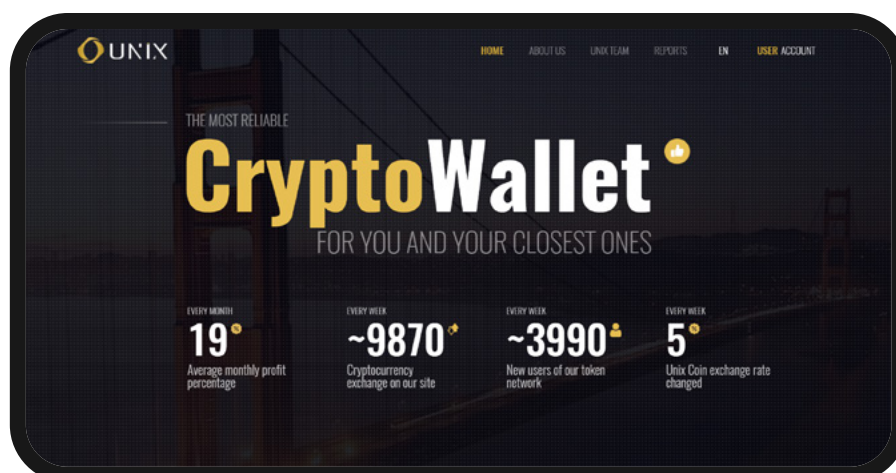 UNIX
HOME ABOUT US UNIX TEAM REPORTS EN USER ACCOUNT
THE MOST RELIABLE
CryptoWallet
FOR YOU AND YOUR CLOSEST ONES
EVERY MONTH
19 %
Average monthly profit
percentage
EVERY WEEK
~9870
Cryptocurrency
exchange on our site
EVERY WEEK
~3990
New users of our token
network
EVERY WEEK
5 %
Unix Coin exchange rate
changed